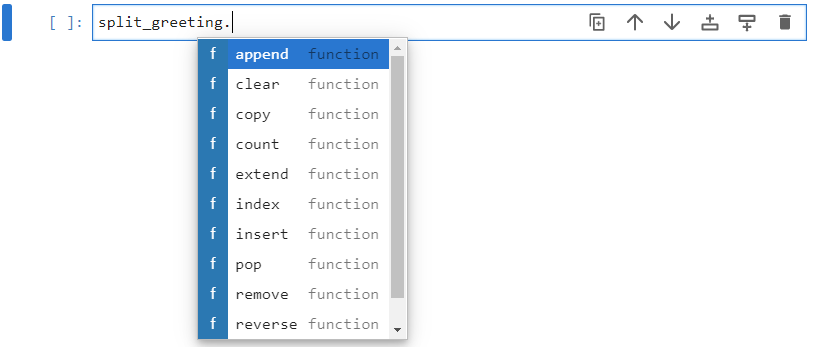 [ ]: split_greeting.
f append function
f clear function
f copy function
f count function
f extend function
f index function
f insert function
f pop function
f remove function
f reverse function